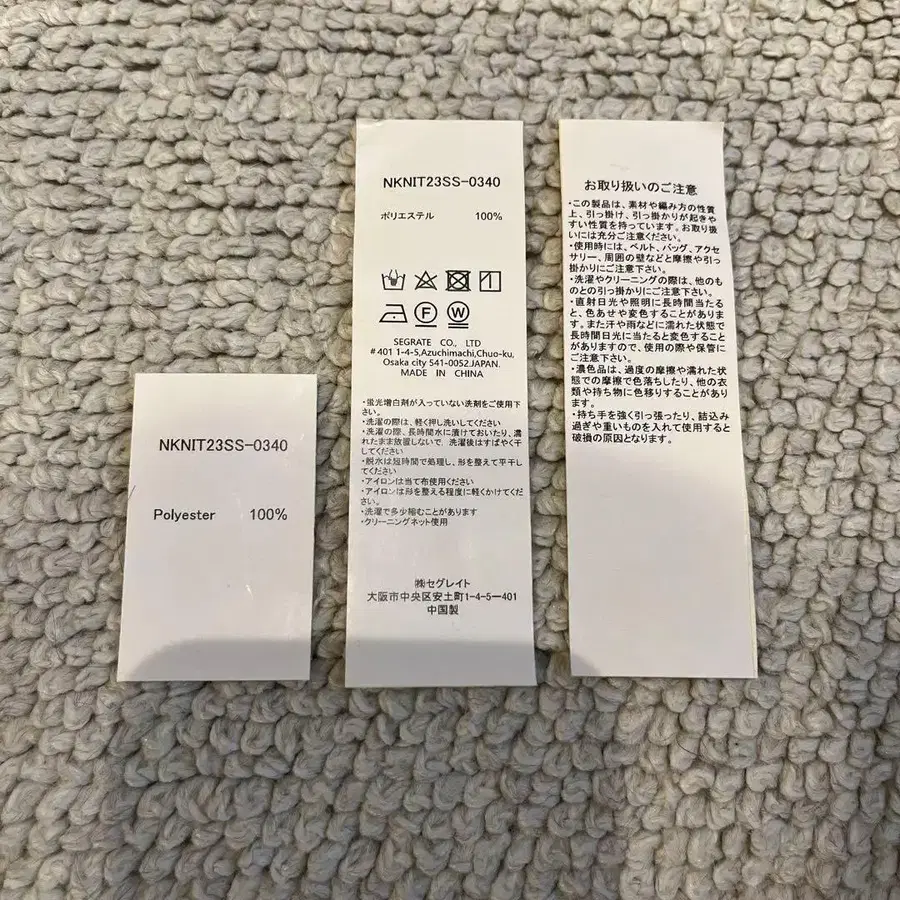 NKNIT23SS-0340
Polyester 100%
NKNIT23SS-0340
ポリエステル 100%
F W
SEGRATE CO., LTD
#401 1-4-5,Azuchimachi,Chuo-ku,
Osaka city 541-0052.JAPAN.
MADE IN CHINA
・蛍光増白剤が入っていない洗剤をご使用下
さい。
・洗濯の際は、軽く押し洗いしてください
・洗濯の際、長時間水に漬けておいたり、濡
れたまま放置しないで、洗濯後はすばやく干
してください
・脱水は短時間で処理し、形を整えて平干し
てください
・アイロンは当て布使用ください
・アイロンは形を整える程度に軽くかけてくだ
さい。
・洗濯で多少縮むことがあります
・クリーニングネット使用
㈱セグレイト
大阪市中央区安土町1-4-5ー401
中国製
お取り扱いのご注意
・この製品は、素材や編み方の性質
上、引っ掛け、引っ掛かりが起きや
すい性質を持っています。お取り扱
いには充分ご注意ください。
・使用時には、ベルト、バッグ、アクセ
サリー、周囲の壁などと摩擦や引っ
掛かりにご注意下さい。
・洗濯やクリーニングの際は、他のも
のとの引っ掛かりにご注意下さい。
・直射日光や照明に長時間当たる
と、色あせや変色することがありま
す。また汗や雨などに濡れた状態で
長時間日光に当たると変色すること
がありますので、使用の際や保管に
ご注意下さい。
・濃色品は、過度の摩擦や濡れた状
態での摩擦で色落ちしたり、他の衣
類や持ち物に色移りすることがありま
す。
・持ち手を強く引っ張ったり、詰込み
過ぎや重いものを入れて使用すると
破損の原因となります。